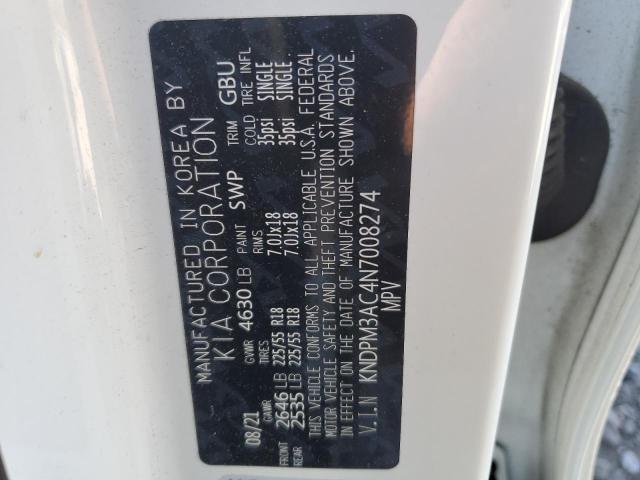 MANUFACTURED IN KOREA BY
KIA CORPORATION
08/21 GVWR 4630 LB PAINT SWP TRIM GBU
GAWR TIRES RIMS COLD TIRE INFL
FRONT 2646 LB 225/55 R18 7.0Jx18 35psi SINGLE
REAR 2535 LB 225/55 R18 7.0Jx18 35psi SINGLE
THIS VEHICLE CONFORMS TO ALL APPLICABLE U.S.A. FEDERAL
MOTOR VEHICLE SAFETY AND THEFT PREVENTION STANDARDS
IN EFFECT ON THE DATE OF MANUFACTURE SHOWN ABOVE.
V.I.N KNDPM3AC4N7008274
MPV